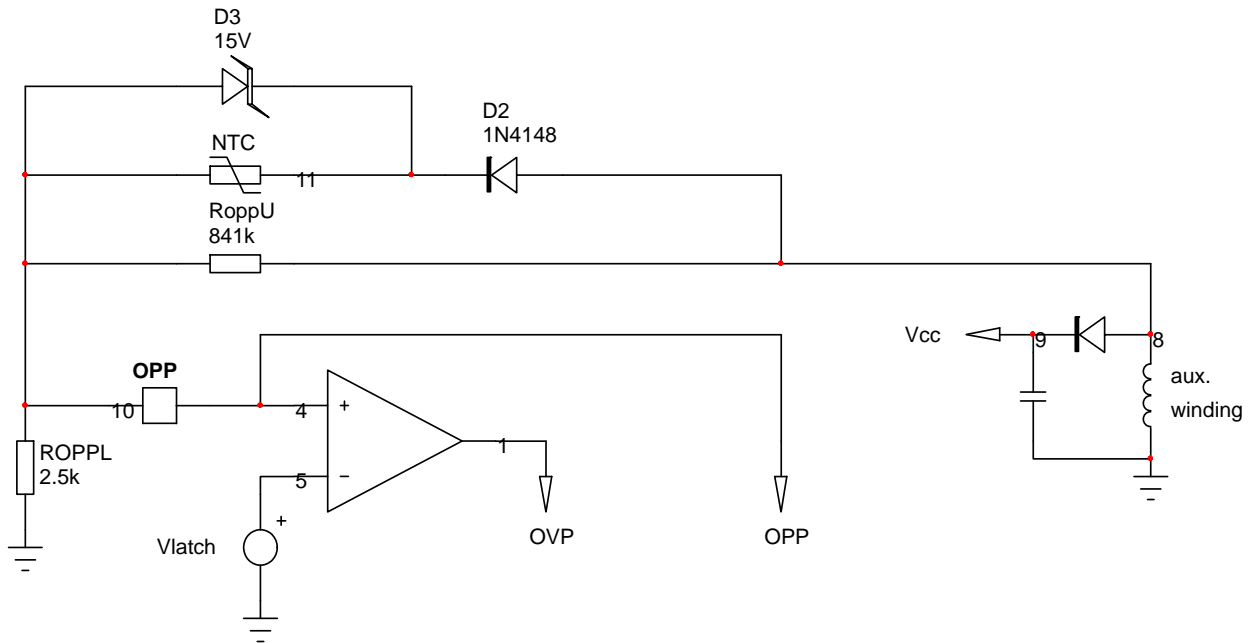 D3
15V
D2
1N4148
NTC
11
RoppU
841k
Vcc
9
8
aux.
winding
OPP
10
4
+
ROPPL
2.5k
5
−
1
+
Vlatch
OVP
OPP